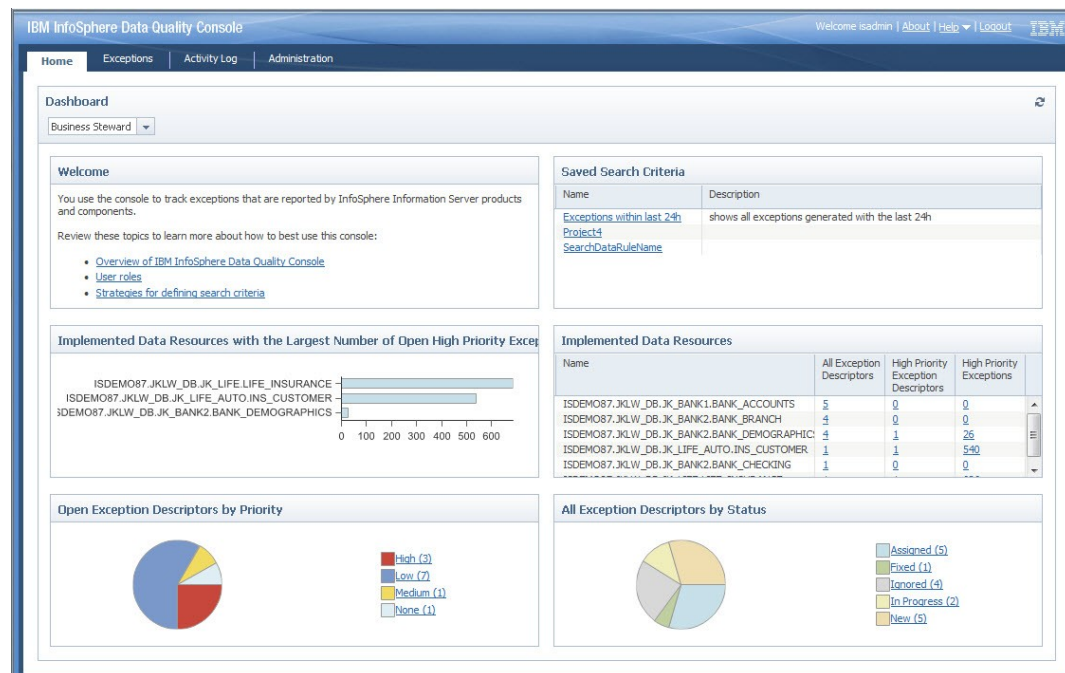 IBM InfoSphere Data Quality Console
Welcome isadmin | About | Help | Logout
IBM
Home
Exceptions
Activity Log
Administration
Dashboard
Business Steward
Welcome
You use the console to track exceptions that are reported by InfoSphere Information Server products
and components.
Review these topics to learn more about how to best use this console:
• Overview of IBM InfoSphere Data Quality Console
• User roles
• Strategies for defining search criteria
Saved Search Criteria
Name Description
Exceptions within last 24h shows all exceptions generated with the last 24h
Project4
SearchDataRuleName
Implemented Data Resources with the Largest Number of Open High Priority Excep
ISDEMO87.JKLW_DB.JK_LIFE.LIFE_INSURANCE
ISDEMO87.JKLW_DB.JK_LIFE_AUTO.INS_CUSTOMER
SDEMO87.JKLW_DB.JK_BANK2.BANK_DEMOGRAPHICS
0 100 200 300 400 500 600
Implemented Data Resources
Name
All Exception
Descriptors
High Priority
Exception
Descriptors
High Priority
Exceptions
ISDEMO87.JKLW_DB.JK_BANK1.BANK_ACCOUNTS 5 0 0
ISDEMO87.JKLW_DB.JK_BANK2.BANK_BRANCH 4 0 0
ISDEMO87.JKLW_DB.JK_BANK2.BANK_DEMOGRAPHICS 4 1 26
ISDEMO87.JKLW_DB.JK_LIFE_AUTO.INS_CUSTOMER 1 1 540
ISDEMO87.JKLW_DB.JK_BANK2.BANK_CHECKING 1 0 0
Open Exception Descriptors by Priority
High (3)
Low (7)
Medium (1)
None (1)
All Exception Descriptors by Status
Assigned (5)
Fixed (1)
Ignored (4)
In Progress (2)
New (5)